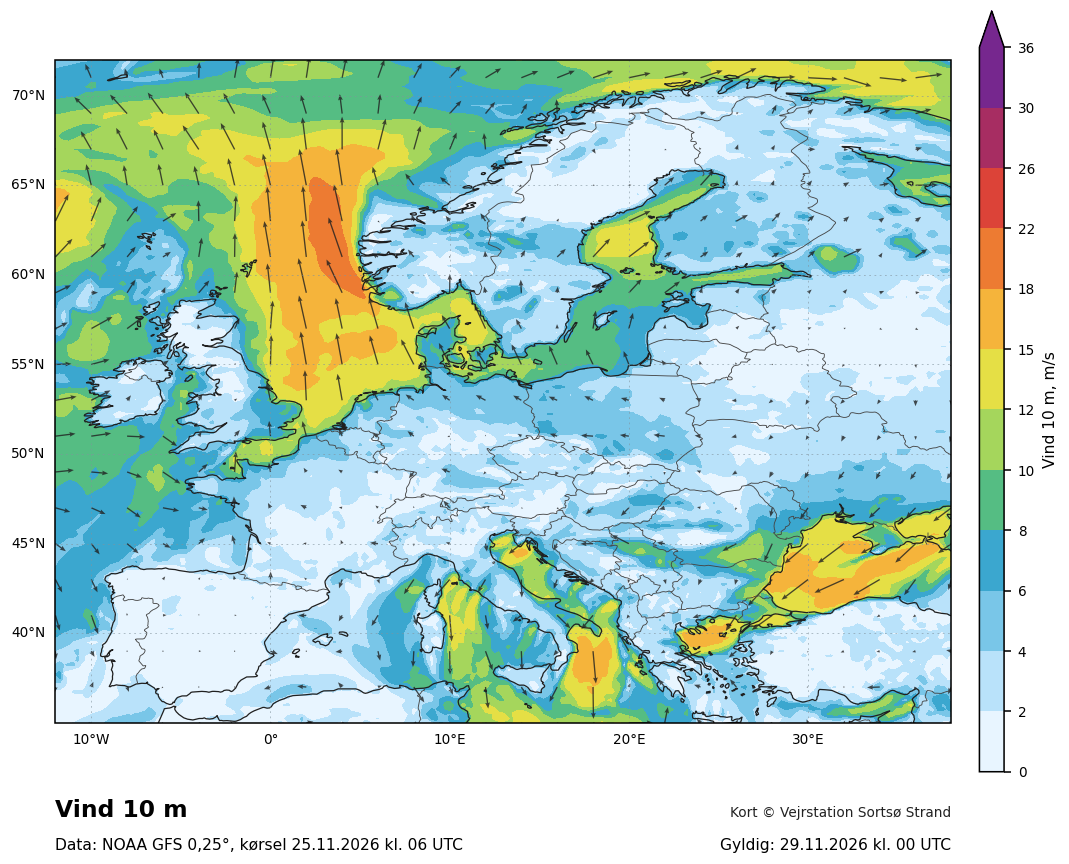 70°N
65°N
60°N
55°N
50°N
45°N
40°N
10°W
0°
10°E
20°E
30°E
36
30
26
22
18
15
12
10
8
6
4
2
0
Vind 10 m, m/s
Vind 10 m
Kort © Vejrstation Sortsø Strand
Data: NOAA GFS 0,25°, kørsel 25.11.2026 kl. 06 UTC
Gyldig: 29.11.2026 kl. 00 UTC